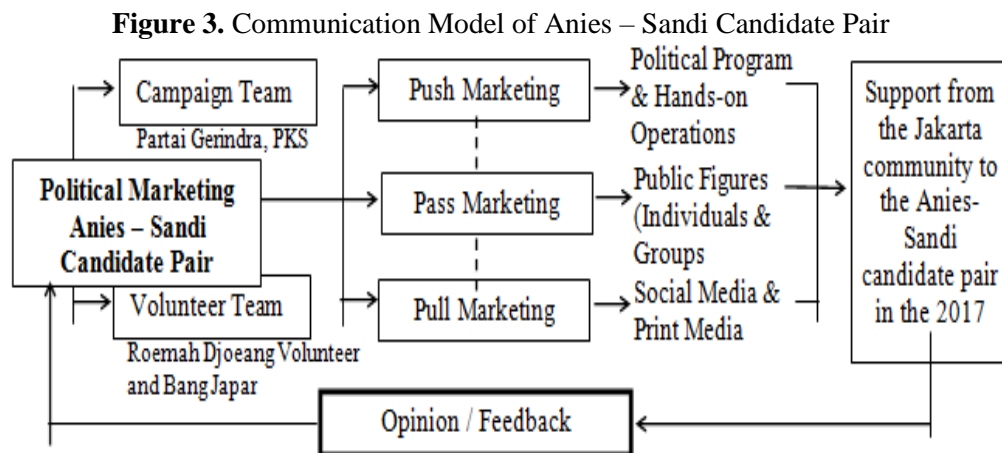 Figure 3. Communication Model of Anies – Sandi Candidate Pair
Campaign Team
Partai Gerindra, PKS
Political Marketing
Anies – Sandi
Candidate Pair
Volunteer Team
Roemah Djoeang Volunteer
and Bang Japar
Push Marketing
Pass Marketing
Pull Marketing
Political Program
& Hands-on
Operations
Public Figures
(Individuals &
Groups
Social Media &
Print Media
Support from
the Jakarta
community to
the Anies-
Sandi
candidate pair
in the 2017
Opinion / Feedback